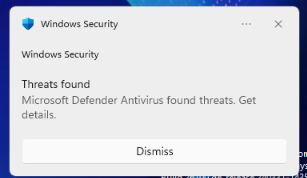 Windows Security
Windows Security
Threats found
Microsoft Defender Antivirus found threats. Get
details.
Dismiss